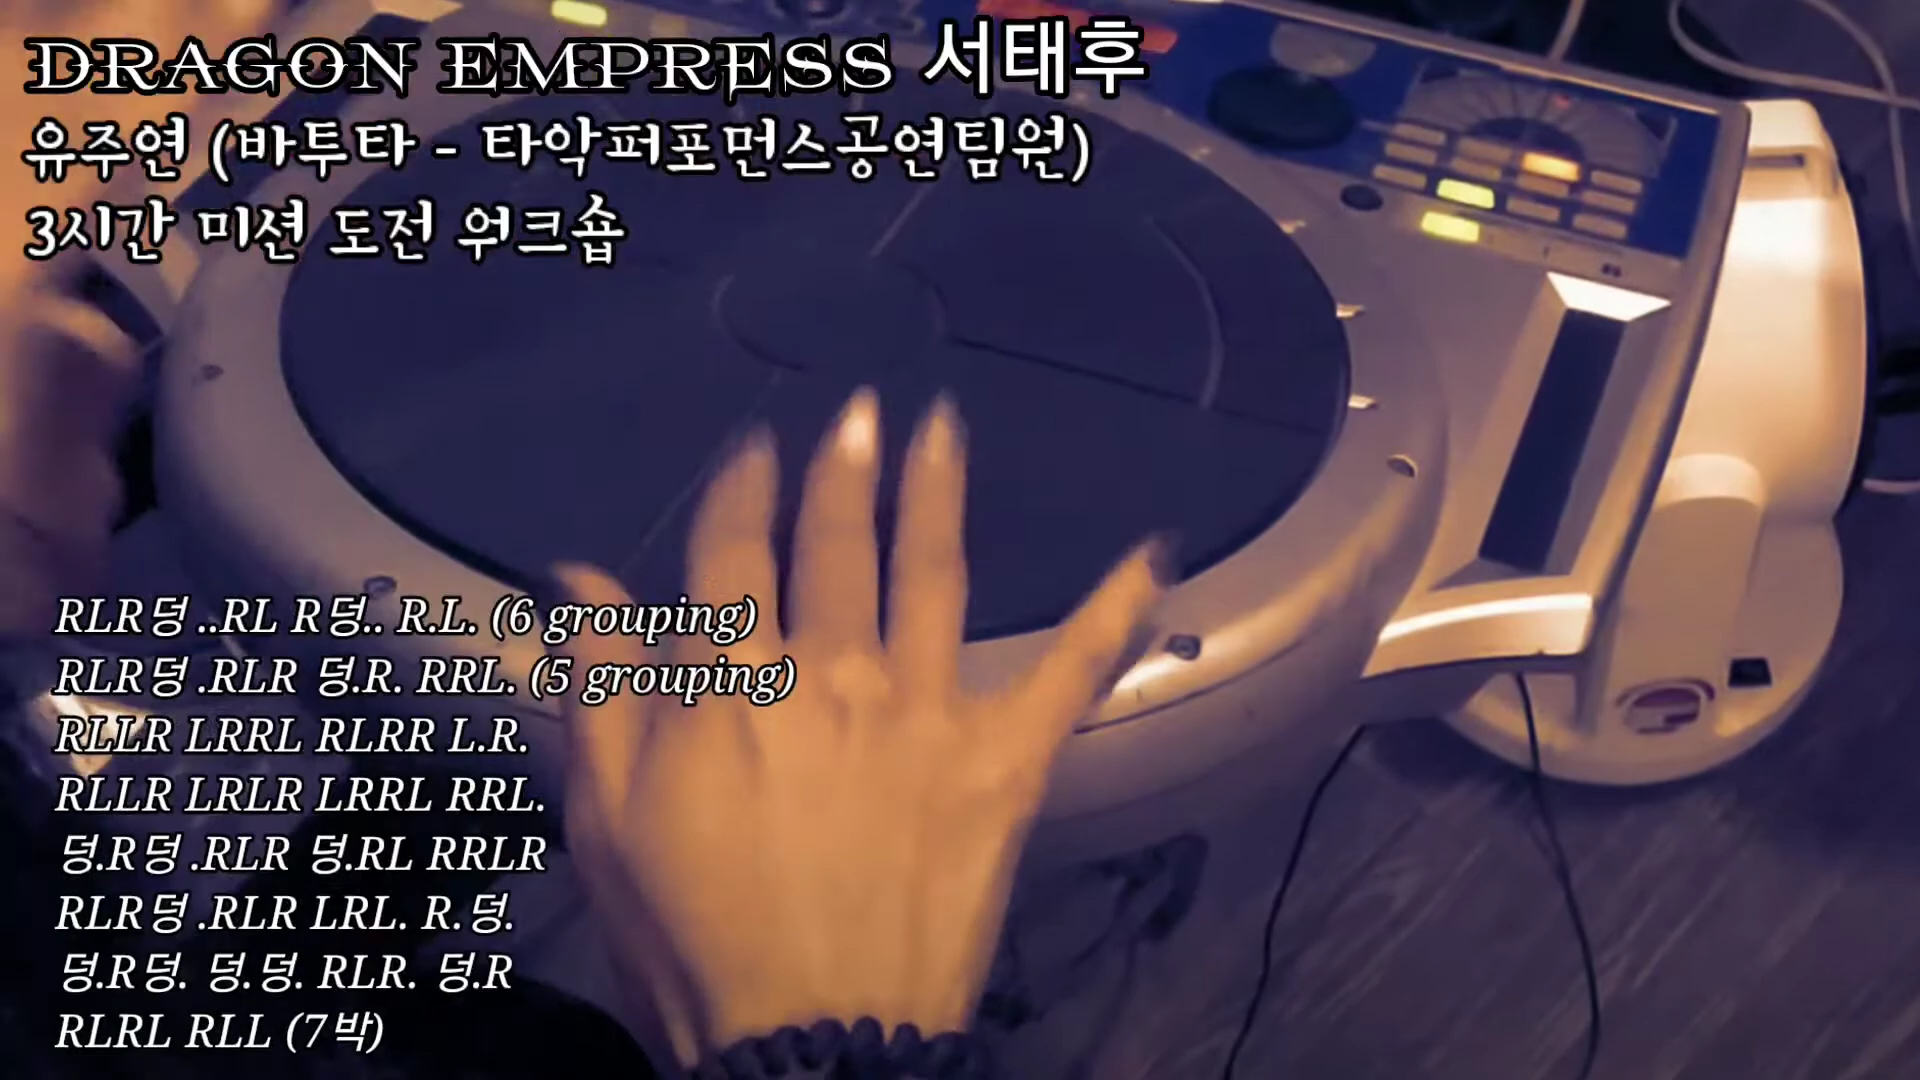 DRAGON EMPRESS 서태후
유주연 (바투타 - 타악퍼포먼스공연팀원)
3시간 미션 도전 워크숍
RLR덩 ..RL R덩.. R.L. (6 grouping)
RLR덩 .RLR 덩.R. RRL. (5 grouping)
RLLR LRRL RLRR L.R.
RLLR LRLR LRRL RRL.
덩.R덩 .RLR 덩.RL RRLR
RLR덩 .RLR LRL. R.덩.
덩.R덩. 덩.덩. RLR. 덩.R
RLRL RLL (7박)